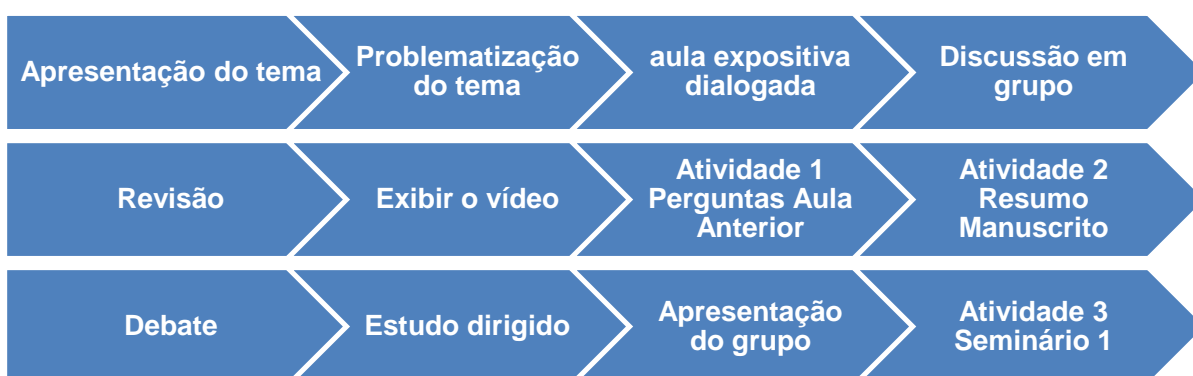 Apresentação do tema
Problematização
do tema
aula expositiva
dialogada
Discussão em
grupo
Revisão
Exibir o vídeo
Atividade 1
Perguntas Aula
Anterior
Atividade 2
Resumo
Manuscrito
Debate
Estudo dirigido
Apresentação
do grupo
Atividade 3
Seminário 1